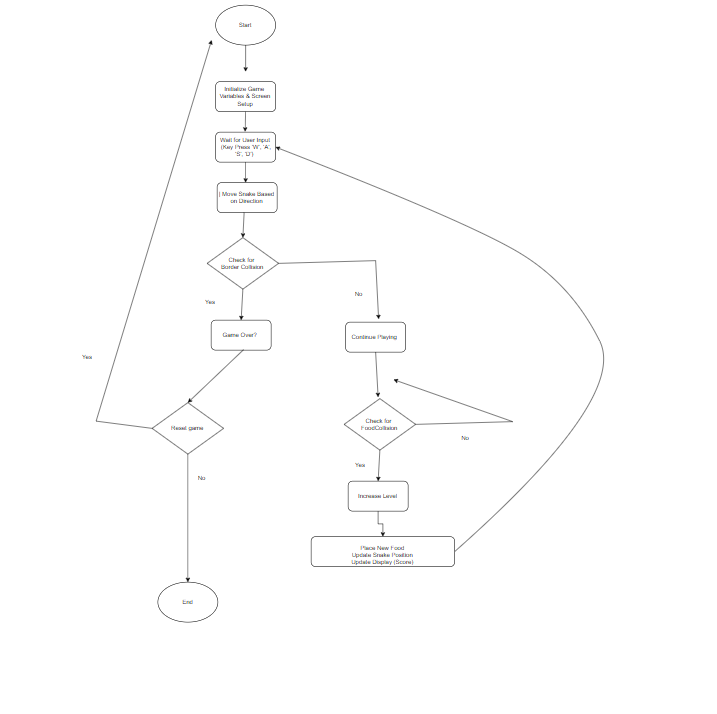 Start
Initialize Game
Variables & Screen
Setup
Wait for User Input
(Key Press 'W', 'A',
'S', 'D')
| Move Snake Based
on Direction
Check for
Border Collision
Yes
No
Game Over?
Continue Playing
Yes
Reset game
Check for
FoodCollision
No
Yes
No
Increase Level
Place New Food
Update Snake Position
Update Display (Score)
End